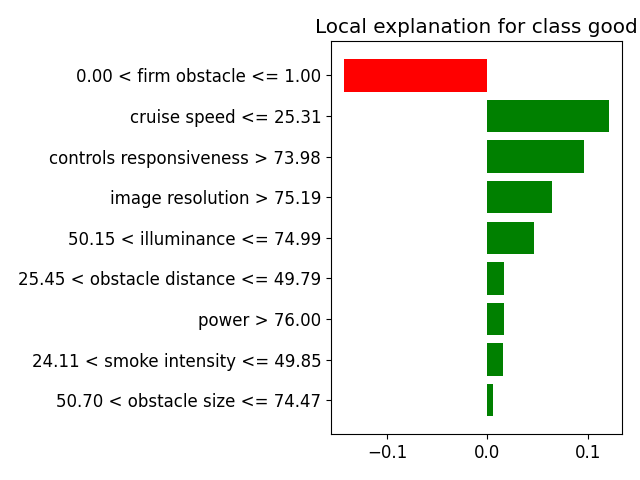 Local explanation for class good
0.00 < firm obstacle <= 1.00
cruise speed <= 25.31
controls responsiveness > 73.98
image resolution > 75.19
50.15 < illuminance <= 74.99
25.45 < obstacle distance <= 49.79
power > 76.00
24.11 < smoke intensity <= 49.85
50.70 < obstacle size <= 74.47
−0.1 0.0 0.1